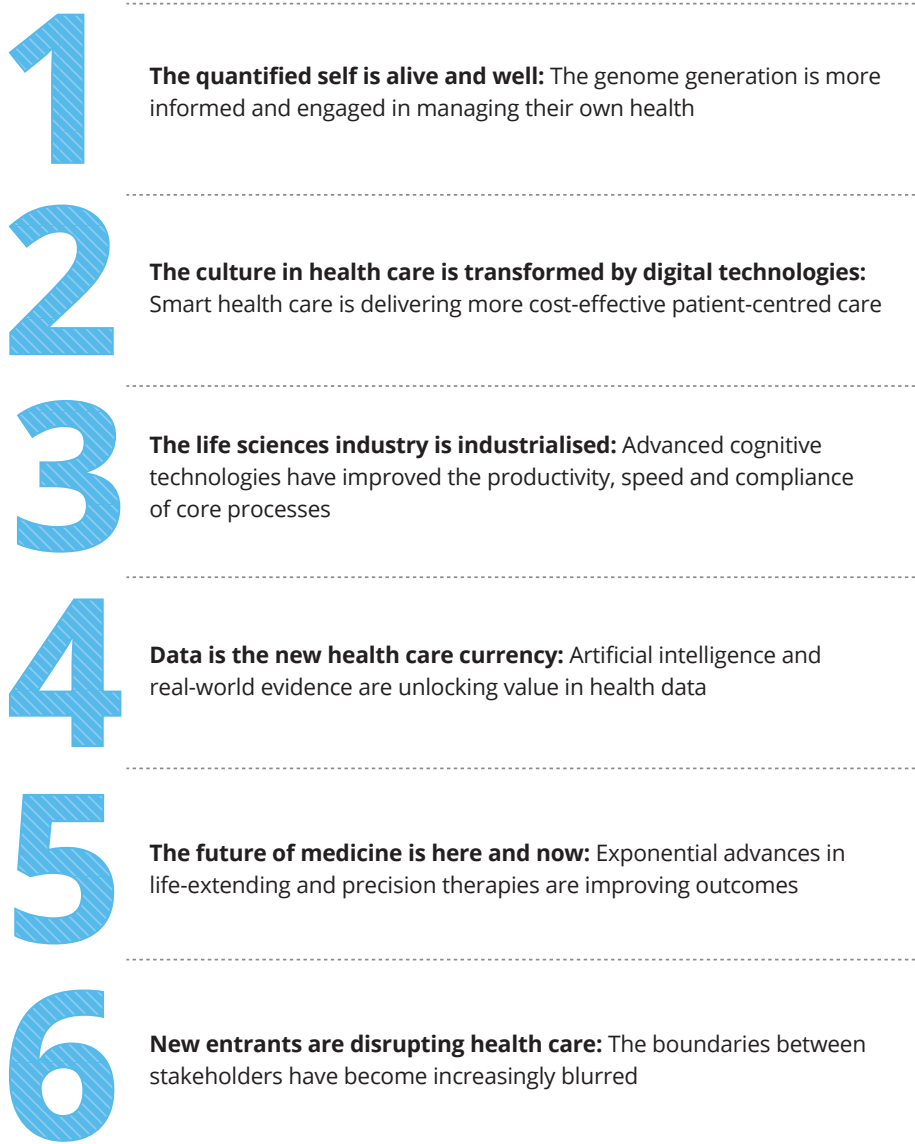 1
The quantified self is alive and well: The genome generation is more
informed and engaged in managing their own health
2
The culture in health care is transformed by digital technologies:
Smart health care is delivering more cost-effective patient-centred care
3
The life sciences industry is industrialised: Advanced cognitive
technologies have improved the productivity, speed and compliance
of core processes
4
Data is the new health care currency: Artificial intelligence and
real-world evidence are unlocking value in health data
5
The future of medicine is here and now: Exponential advances in
life-extending and precision therapies are improving outcomes
6
New entrants are disrupting health care: The boundaries between
stakeholders have become increasingly blurred